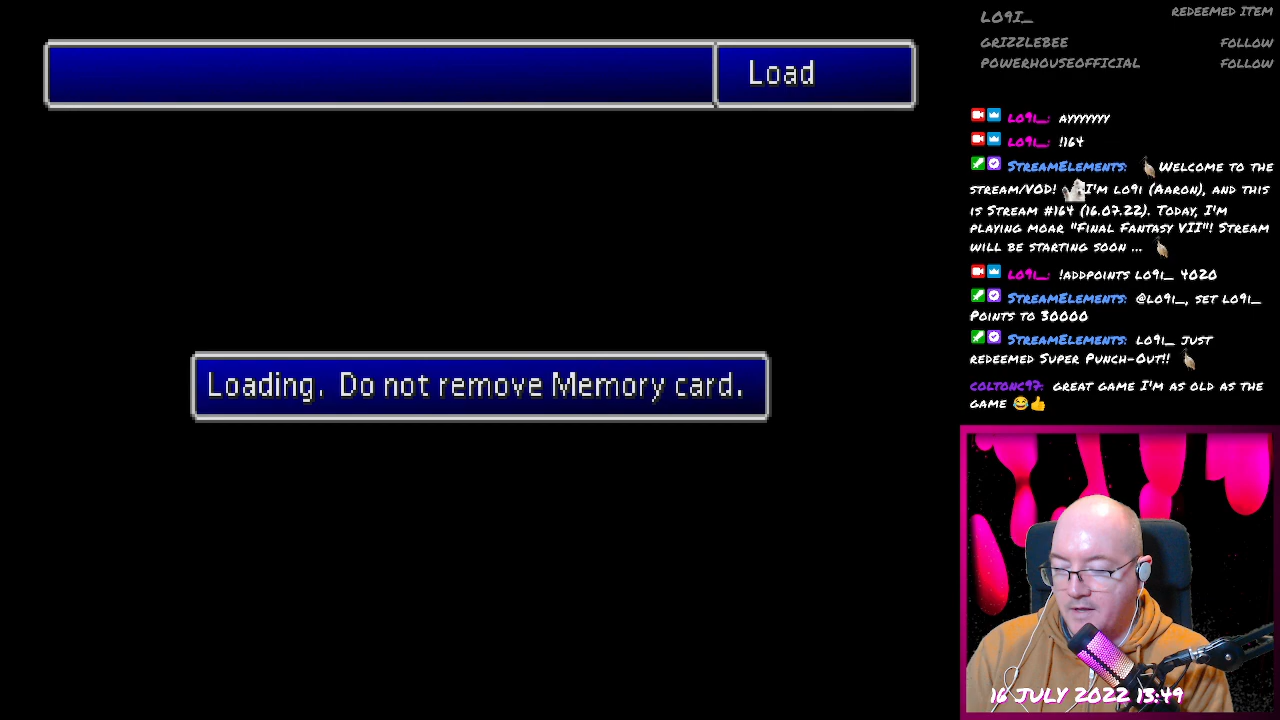 Load
Loading. Do not remove Memory card.
LO9I_ REDEEMED ITEM
GRIZZLEBEE FOLLOW
POWERHOUSEOFFICIAL FOLLOW
LO9I_: AYYYYYY
LO9I_: !164
STREAMELEMENTS: WELCOME TO THE
STREAM/VOD! I'M LO9I (AARON), AND THIS
IS STREAM #164 (16.07.22). TODAY, I'M
PLAYING MOAR "FINAL FANTASY VII"! STREAM
WILL BE STARTING SOON ...
LO9I_: !ADDPOINTS LO9I_ 4020
STREAMELEMENTS: @LO9I_, SET LO9I_
POINTS TO 30000
STREAMELEMENTS: LO9I_ JUST
REDEEMED SUPER PUNCH-OUT!!
COLTONC97: GREAT GAME I'M AS OLD AS THE
GAME 😂👍
16 JULY 2022 13:49